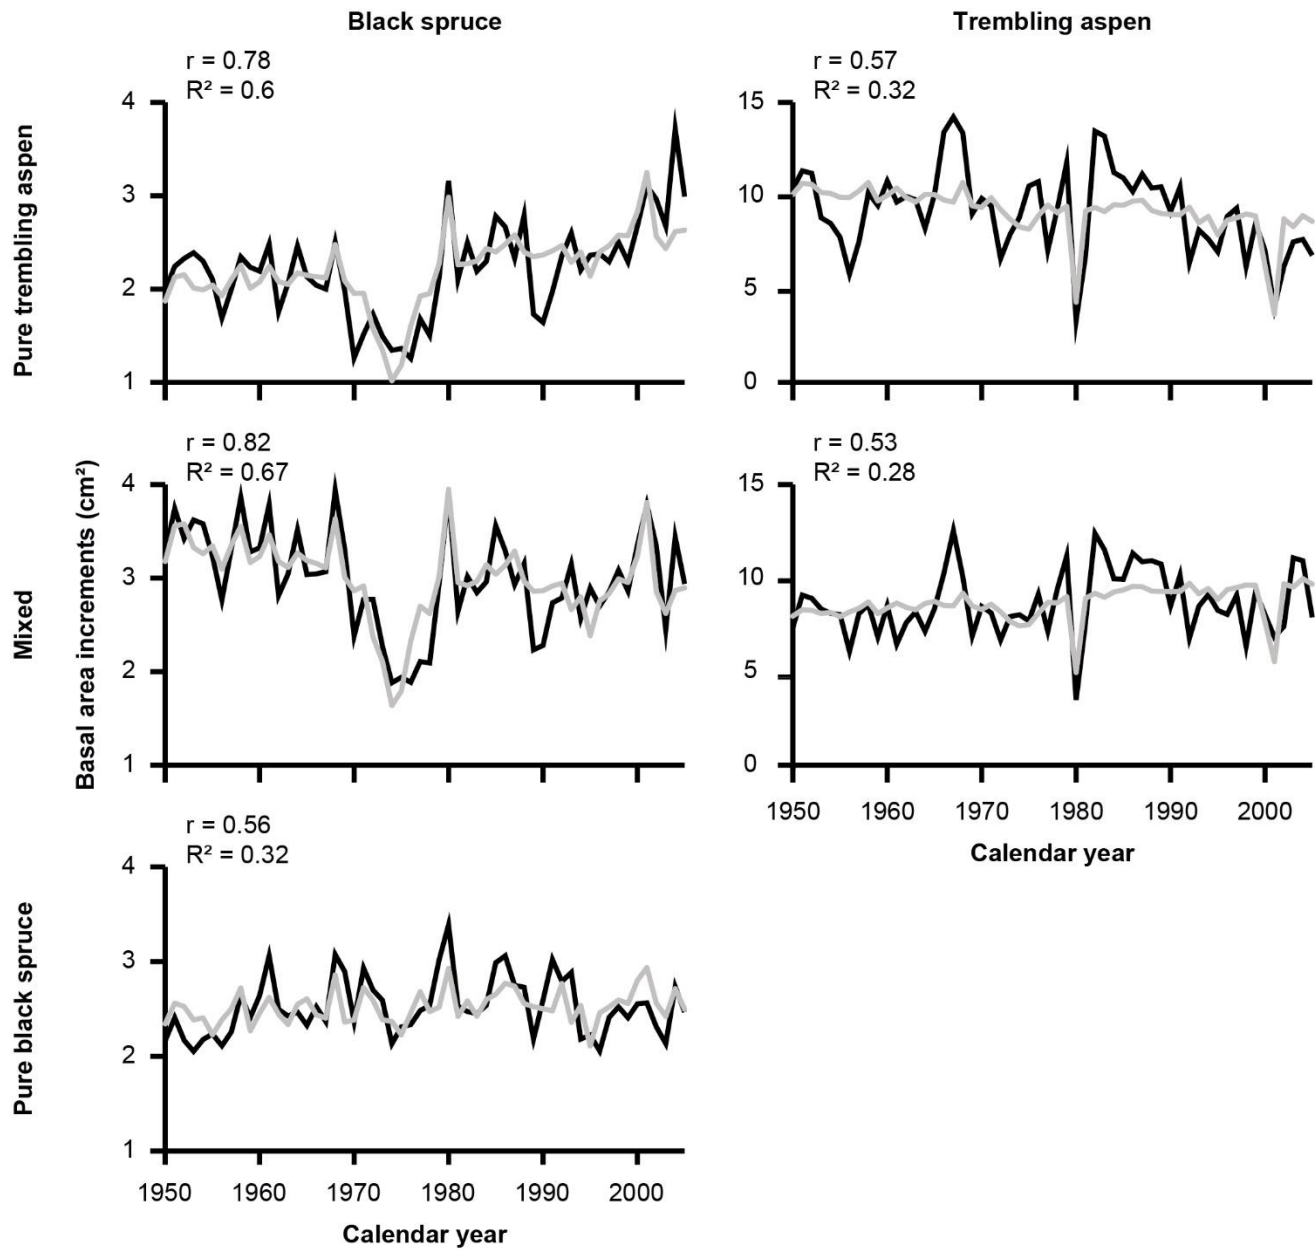 Black spruce
Trembling aspen
Pure trembling aspen
r = 0.78
R² = 0.6
4
3
2
1
r = 0.57
R² = 0.32
15
10
5
0
Mixed
Basal area increments (cm²)
r = 0.82
R² = 0.67
4
3
2
1
r = 0.53
R² = 0.28
15
10
5
0
1950 1960 1970 1980 1990 2000
Calendar year
Pure black spruce
r = 0.56
R² = 0.32
4
3
2
1
1950 1960 1970 1980 1990 2000
Calendar year